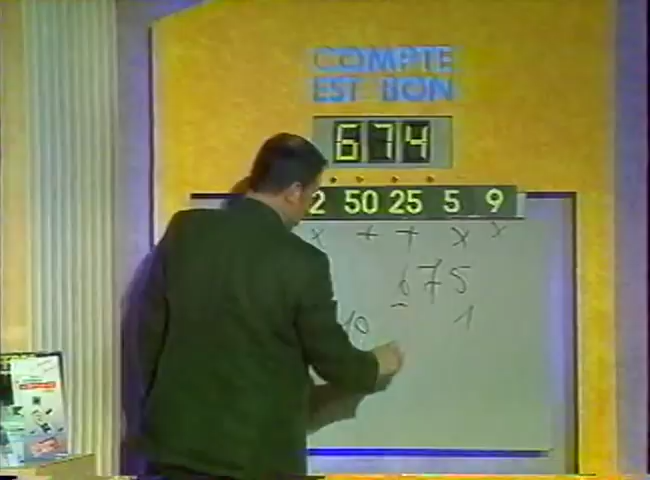 COMPTE
EST BON
674
2 50 25 5 9
x + + x x
675
10 - 1